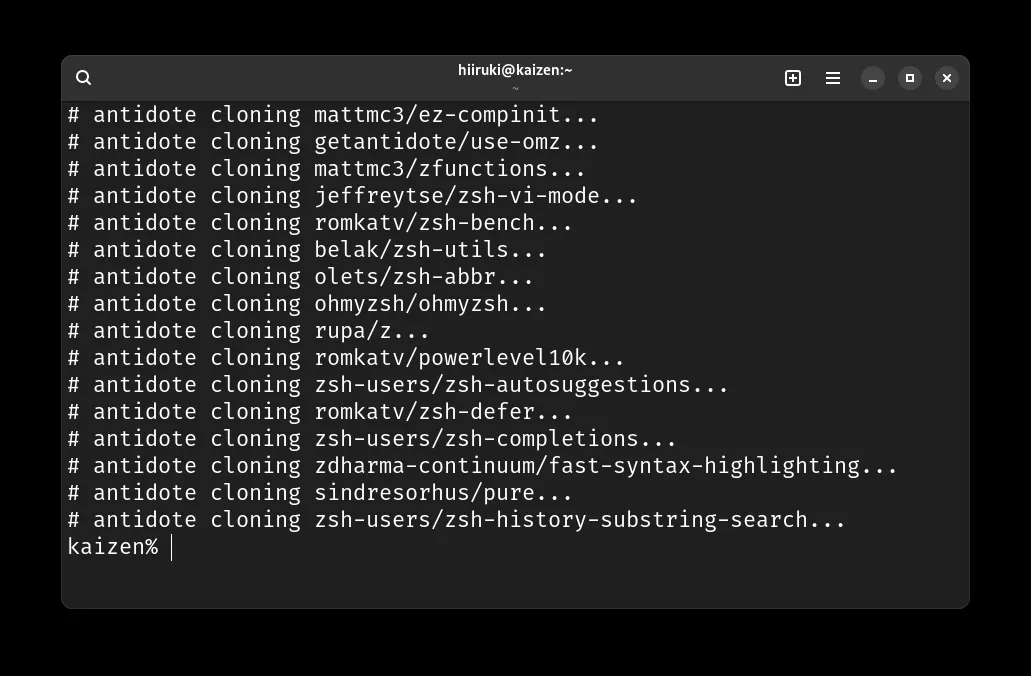 hiiruki@kaizen:~
~
# antidote cloning mattmc3/ez-compinit...
# antidote cloning getantidote/use-omz...
# antidote cloning mattmc3/zfunctions...
# antidote cloning jeffreytse/zsh-vi-mode...
# antidote cloning romkatv/zsh-bench...
# antidote cloning belak/zsh-utils...
# antidote cloning olets/zsh-abbr...
# antidote cloning ohmyzsh/ohmyzsh...
# antidote cloning rupa/z...
# antidote cloning romkatv/powerlevel10k...
# antidote cloning zsh-users/zsh-autosuggestions...
# antidote cloning romkatv/zsh-defer...
# antidote cloning zsh-users/zsh-completions...
# antidote cloning zdharma-continuum/fast-syntax-highlighting...
# antidote cloning sindresorhus/pure...
# antidote cloning zsh-users/zsh-history-substring-search...
kaizen%